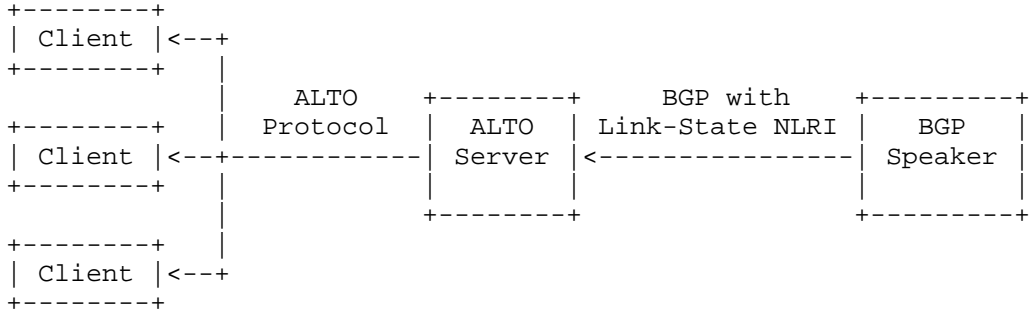 +--------+
| Client |<--+
+--------+   |
             |    ALTO    +--------+     BGP with     +---------+
+--------+   |  Protocol  |  ALTO  | Link-State NLRI  |   BGP   |
| Client |<--+------------| Server |<-----------------| Speaker |
+--------+   |            |        |                  |         |
             |            +--------+                  +---------+
+--------+   |
| Client |<--+
+--------+